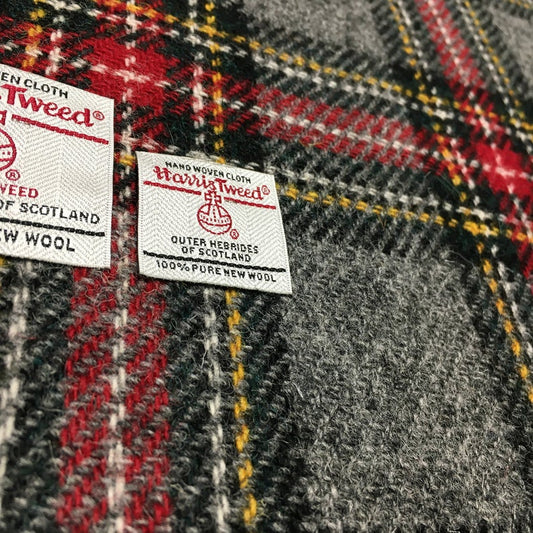 CLOTH
Tweed®
®
WEED
OF SCOTLAND
NEW WOOL
HAND WOVEN CLOTH
Harris Tweed®
®
OUTER HEBRIDES
OF SCOTLAND
100% PURE NEW WOOL